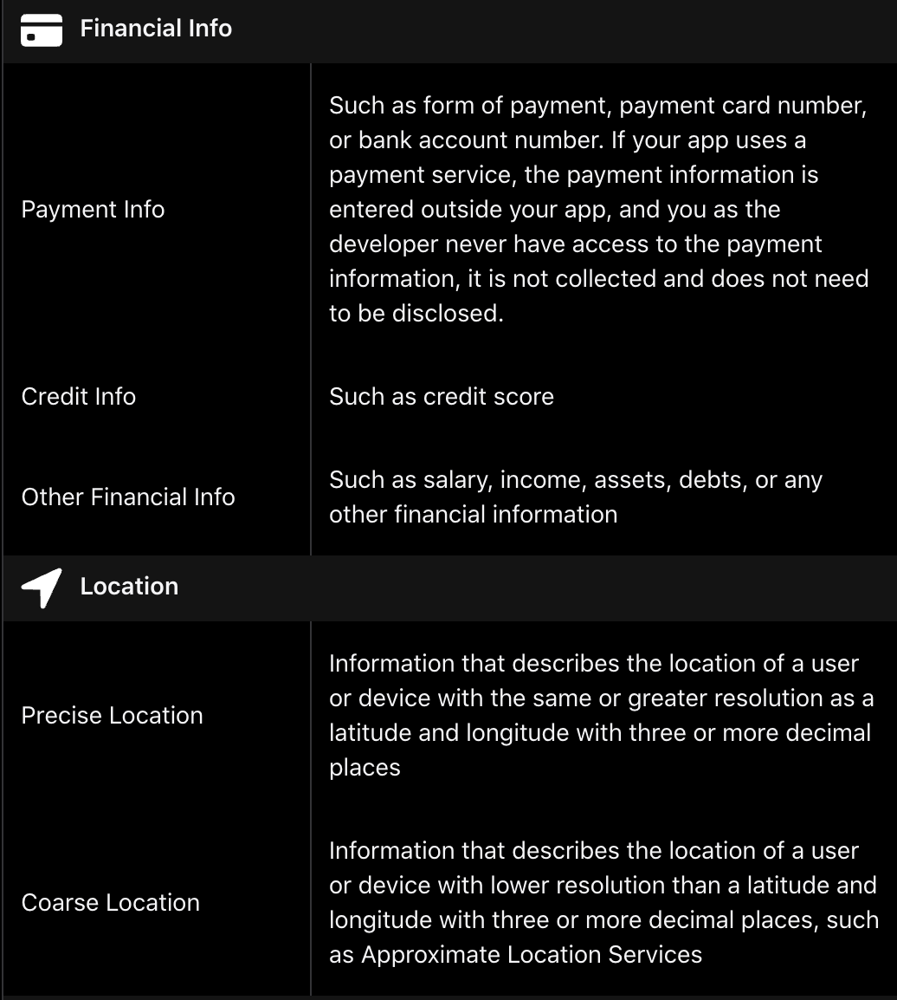 Financial Info
Payment Info
Such as form of payment, payment card number,
or bank account number. If your app uses a
payment service, the payment information is
entered outside your app, and you as the
developer never have access to the payment
information, it is not collected and does not need
to be disclosed.
Credit Info
Such as credit score
Other Financial Info
Such as salary, income, assets, debts, or any
other financial information
Location
Precise Location
Information that describes the location of a user
or device with the same or greater resolution as a
latitude and longitude with three or more decimal
places
Coarse Location
Information that describes the location of a user
or device with lower resolution than a latitude and
longitude with three or more decimal places, such
as Approximate Location Services